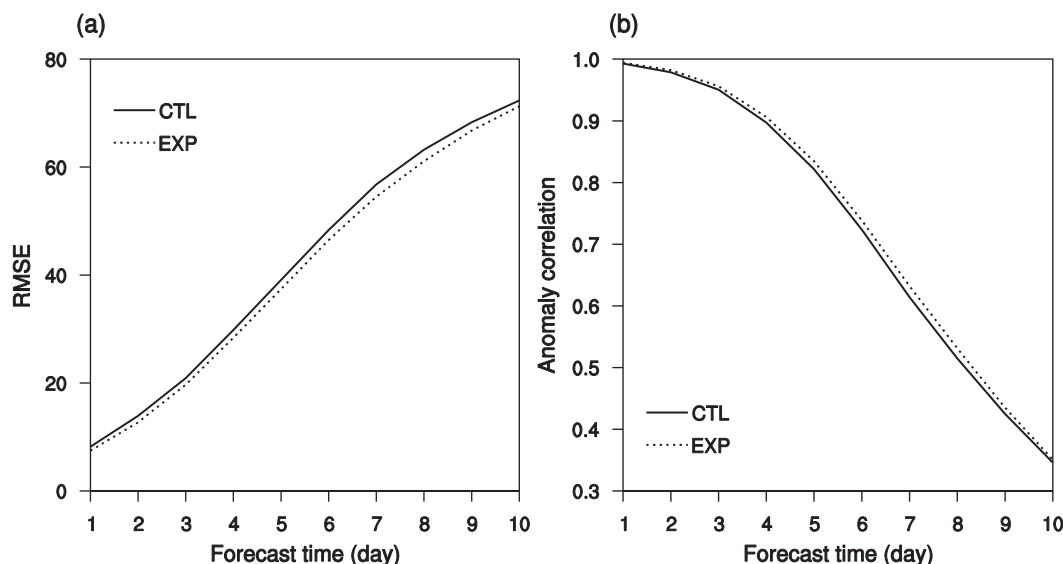 (a)
80
60
40
20
0
RMSE
CTL
EXP
1 2 3 4 5 6 7 8 9 10
Forecast time (day)
(b)
1.0
0.9
0.8
0.7
0.6
0.5
0.4
0.3
Anomaly correlation
CTL
EXP
1 2 3 4 5 6 7 8 9 10
Forecast time (day)